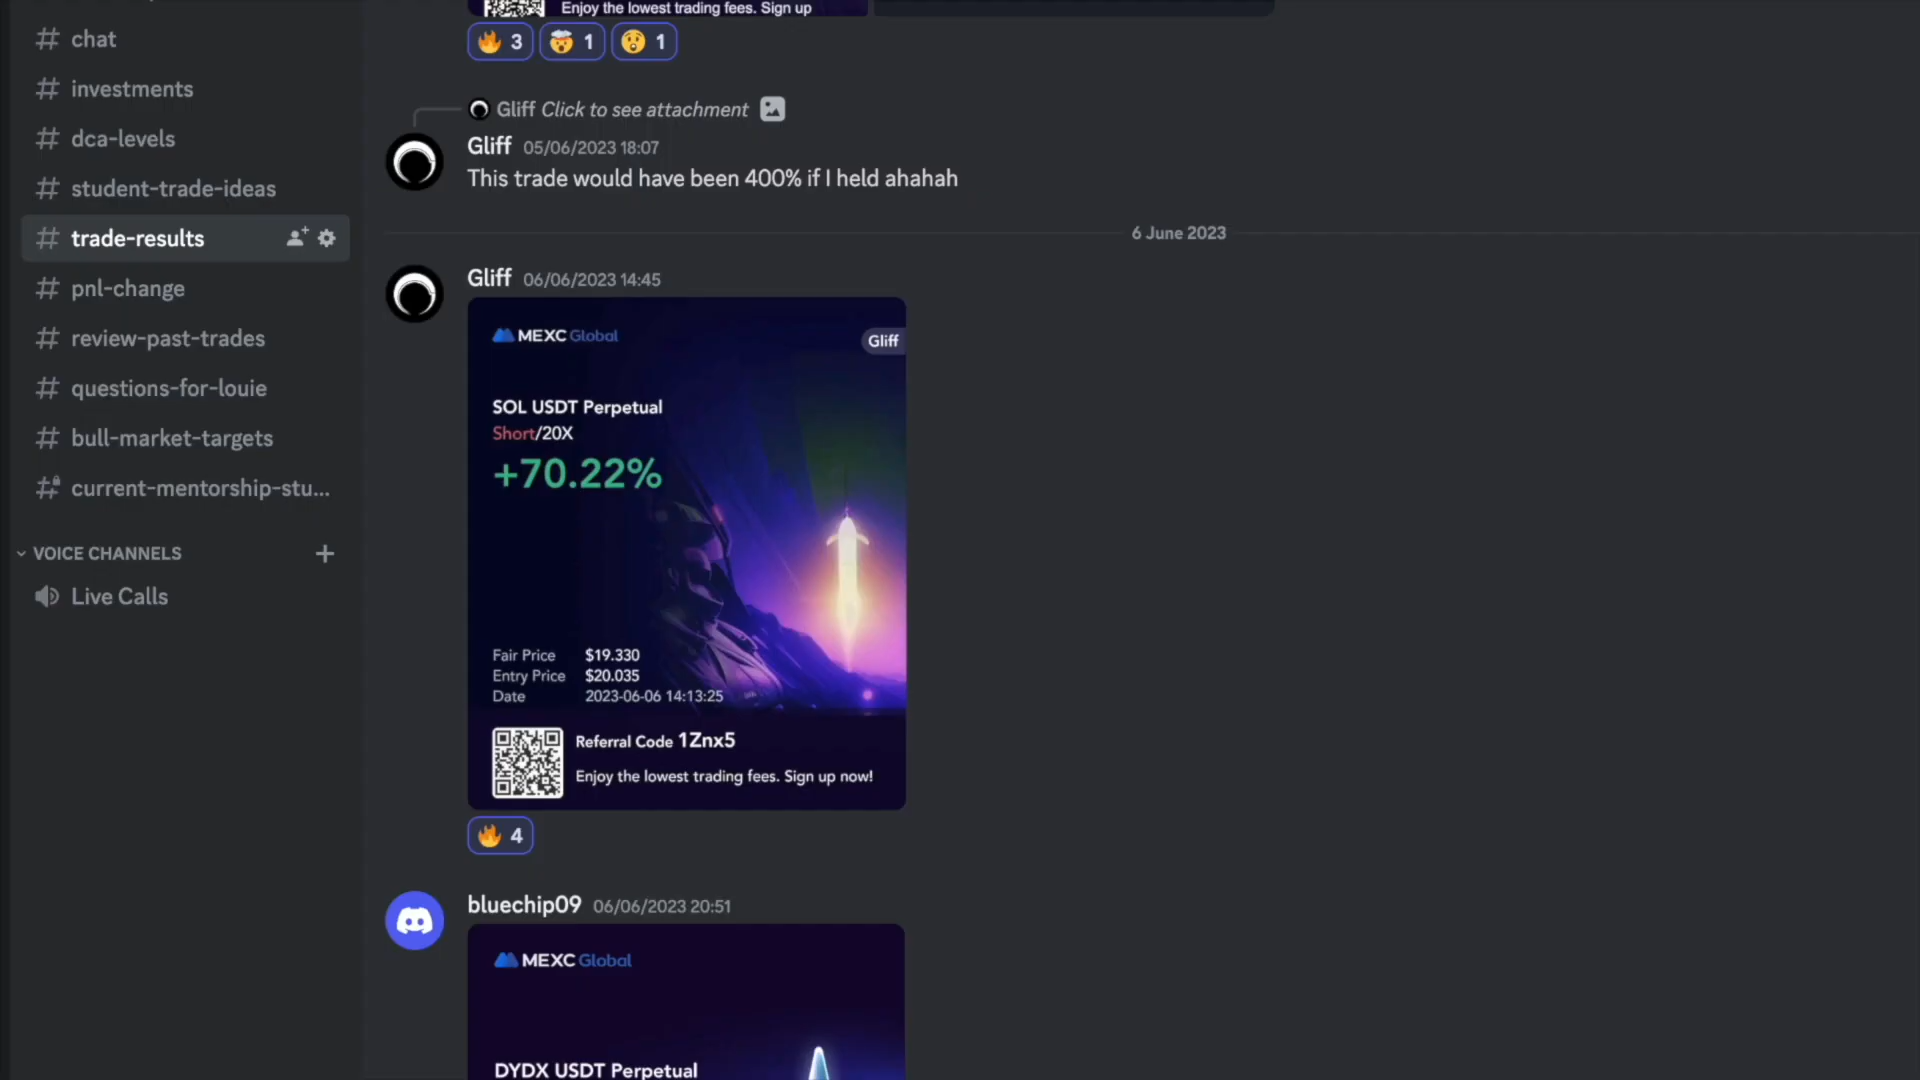 chat
investments
dca-levels
student-trade-ideas
trade-results
pnl-change
review-past-trades
questions-for-louie
bull-market-targets
current-mentorship-stu...
VOICE CHANNELS
Live Calls
Enjoy the lowest trading fees. Sign up
3 1 1
Gliff Click to see attachment
Gliff 05/06/2023 18:07
This trade would have been 400% if I held ahahah
6 June 2023
Gliff 06/06/2023 14:45
MEXC Global
Gliff
SOL USDT Perpetual
Short/20X
+70.22%
Fair Price $19.330
Entry Price $20.035
Date 2023-06-06 14:13:25
Referral Code 1Znx5
Enjoy the lowest trading fees. Sign up now!
4
bluechip09 06/06/2023 20:51
MEXC Global
DYDX USDT Perpetual